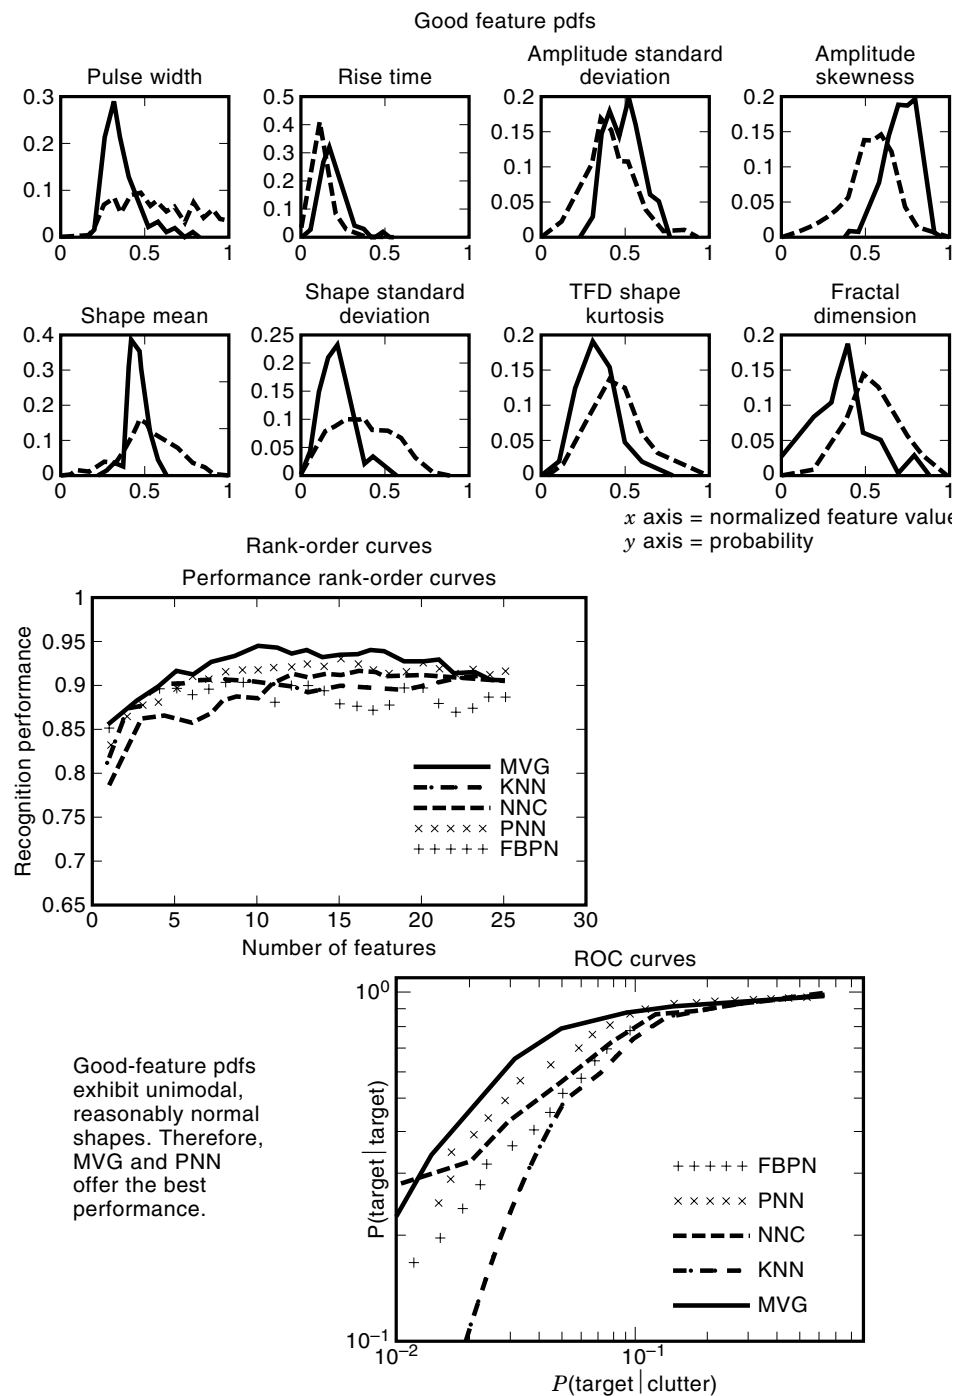 Good feature pdfs
Pulse width
Rise time
Amplitude standard
deviation
Amplitude
skewness
0.3
0.2
0.1
0
0
0.5
1
0.5
0.4
0.3
0.2
0.1
0
0
0.5
1
0.2
0.15
0.1
0.05
0
0
0.5
1
0.2
0.15
0.1
0.05
0
0
0.5
1
Shape mean
Shape standard
deviation
TFD shape
kurtosis
Fractal
dimension
0.4
0.3
0.2
0.1
0
0
0.5
1
0.25
0.2
0.15
0.1
0.05
0
0
0.5
1
0.2
0.15
0.1
0.05
0
0
0.5
1
0.2
0.15
0.1
0.05
0
0
0.5
1
x axis = normalized feature value
y axis = probability
Rank-order curves
Performance rank-order curves
Recognition performance
1
0.95
0.9
0.85
0.8
0.75
0.7
0.65
0
5
10
15
20
25
30
MVG
KNN
NNC
PNN
FBPN
Number of features
ROC curves
P(target|target)
10^0
10^−1
10^−2
10^−1
FBPN
PNN
NNC
KNN
MVG
P(target|clutter)
Good-feature pdfs
exhibit unimodal,
reasonably normal
shapes. Therefore,
MVG and PNN
offer the best
performance.